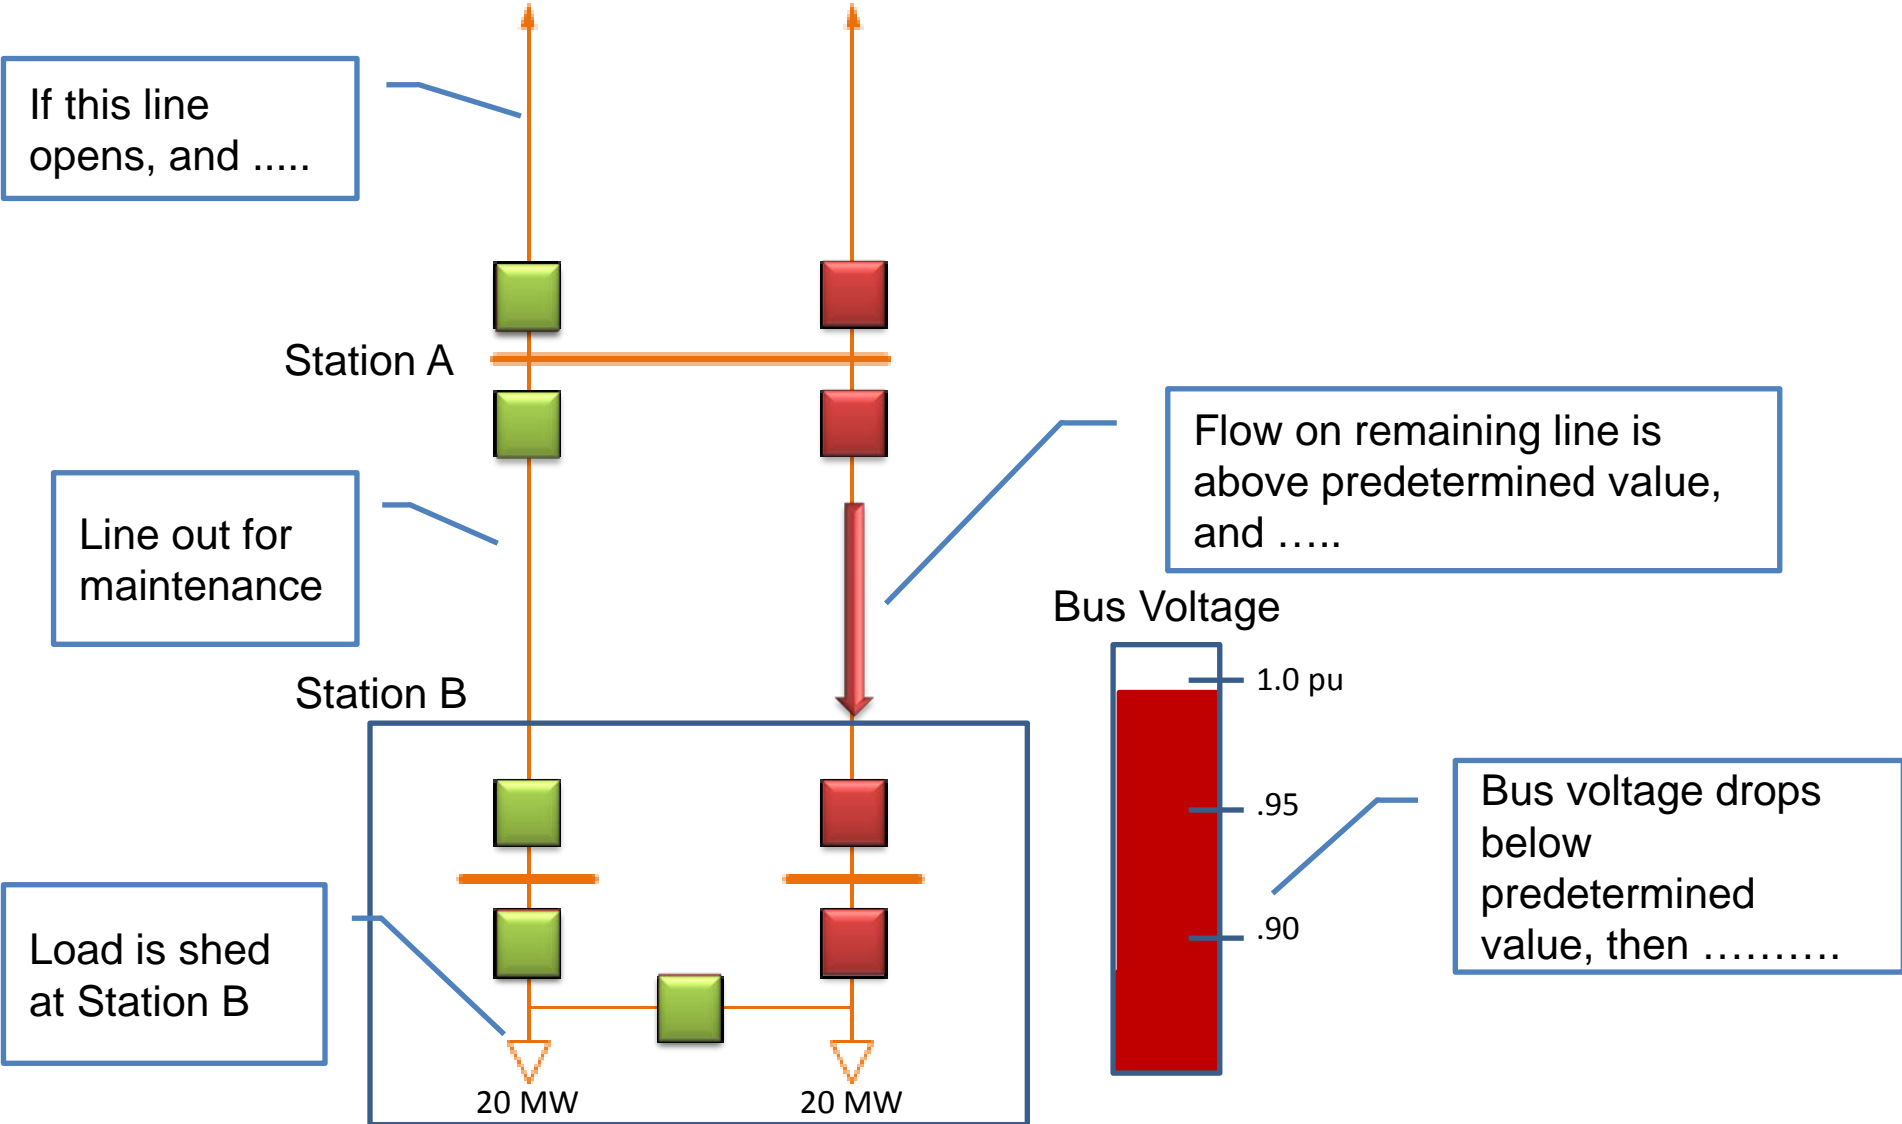 If this line
opens, and .....
Station A
Flow on remaining line is
above predetermined value,
and …..
Line out for
maintenance
Bus Voltage
Station B
1.0 pu
.95
.90
Bus voltage drops
below
predetermined
value, then ……….
Load is shed
at Station B
20 MW
20 MW